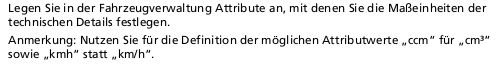 Legen Sie in der Fahrzeugverwaltung Attribute an, mit denen Sie die Maßeinheiten der
technischen Details festlegen.
Anmerkung: Nutzen Sie für die Definition der möglichen Attributwerte „ccm“ für „cm³“
sowie „kmh“ statt „km/h“.